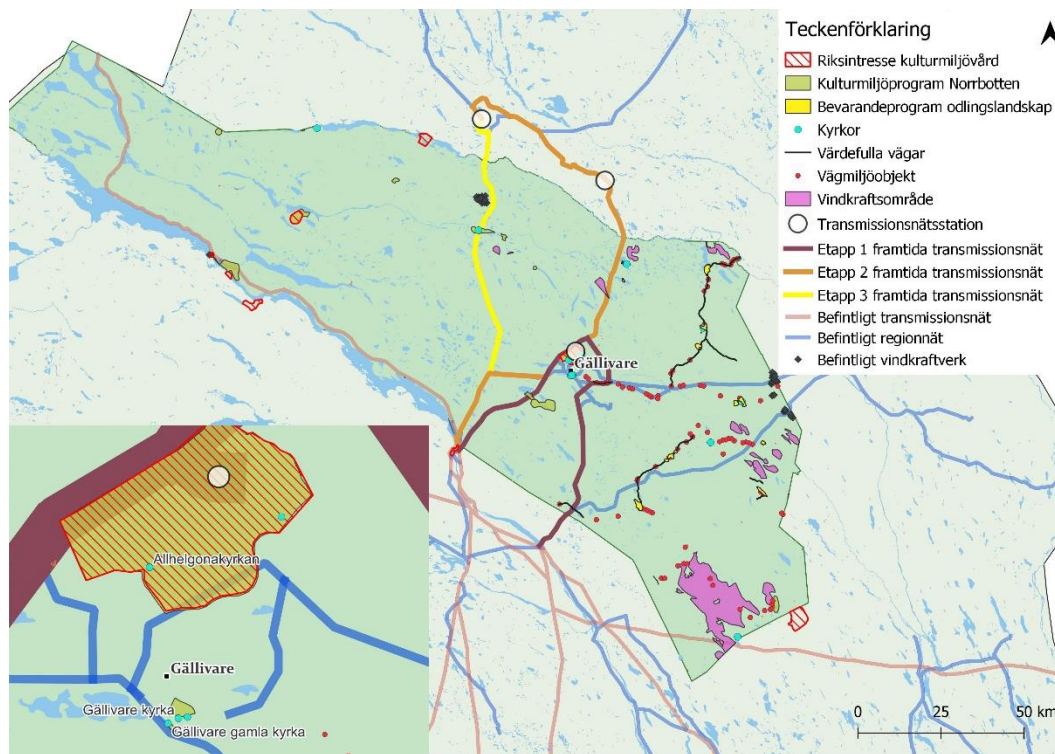 Teckenförklaring
Riksintresse kulturmiljövård
Kulturmiljöprogram Norrbotten
Bevarandeprogram odlingslandskap
Kyrkor
Värdefulla vägar
Vägmiljöobjekt
Vindkraftsområde
Transmissionsnätsstation
Etapp 1 framtida transmissionsnät
Etapp 2 framtida transmissionsnät
Etapp 3 framtida transmissionsnät
Befintligt transmissionsnät
Befintligt regionnät
Befintligt vindkraftverk
Gällivare
Allhelgonakyrkan
Gällivare
Gällivare kyrka
Gällivare gamla kyrka
0 25 50 km